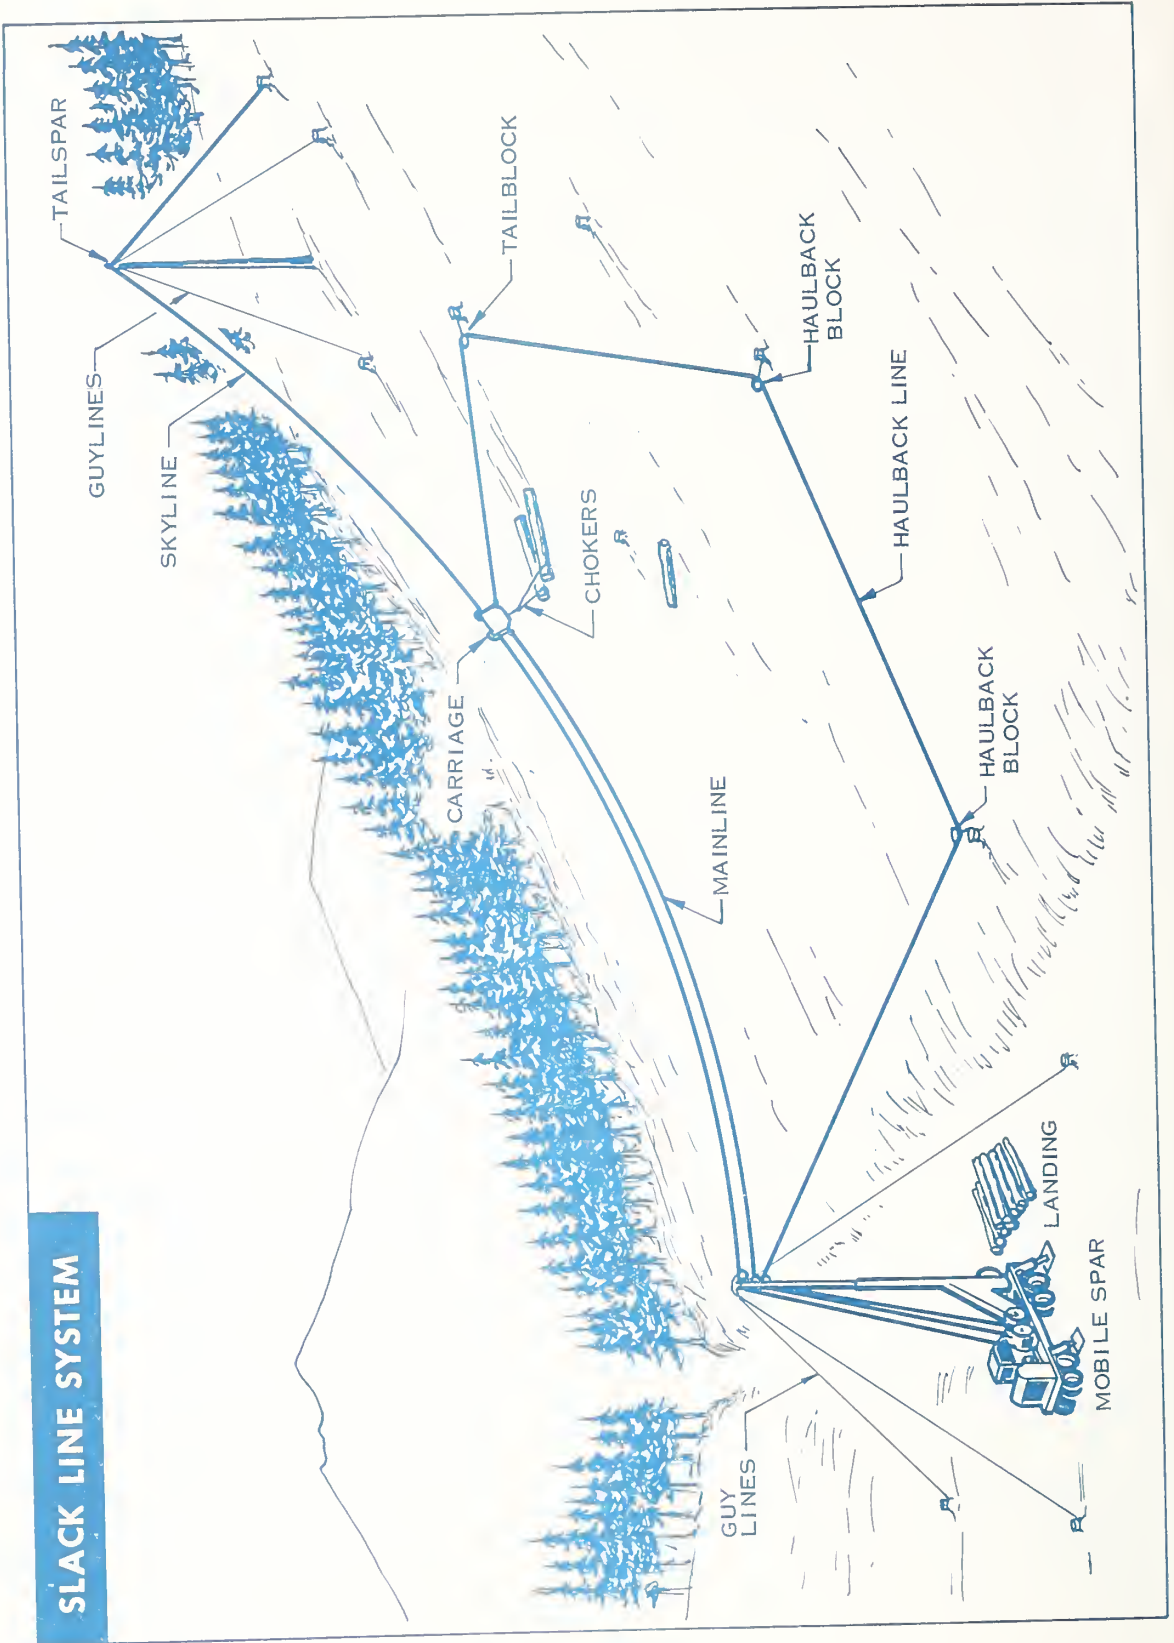 SLACK LINE SYSTEM
TAILSPAR
GUYLINES
SKYLINE
TAILBLOCK
CHOKERS
CARRIAGE
HAULBACK
BLOCK
HAULBACK LINE
MAINLINE
HAULBACK
BLOCK
GUY
LINES
LANDING
MOBILE SPAR